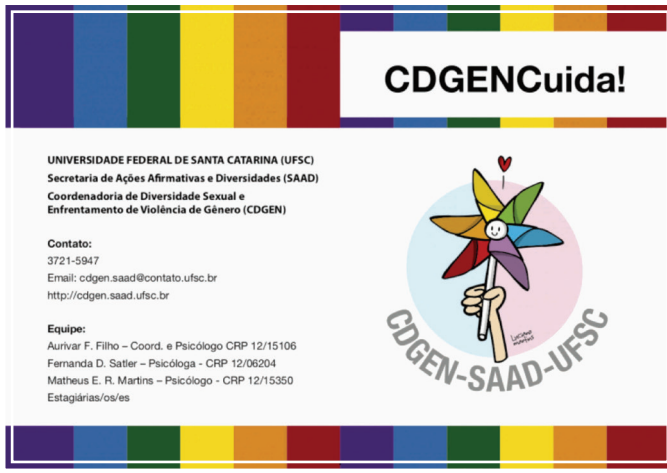 CDGENCuida!
UNIVERSIDADE FEDERAL DE SANTA CATARINA (UFSC)
Secretaria de Ações Afirmativas e Diversidades (SAAD)
Coordenadoria de Diversidade Sexual e
Enfrentamento de Violência de Gênero (CDGEN)
Contato:
3721-5947
Email: cdgen.saad@contato.ufsc.br
http://cdgen.saad.ufsc.br
Equipe:
Aurivar F. Filho – Coord. e Psicólogo CRP 12/15106
Fernanda D. Satler – Psicóloga - CRP 12/06204
Matheus E. R. Martins – Psicólogo - CRP 12/15350
Estagiárias/os/es
Luciano
martins
CDGEN-SAAD-UFSC